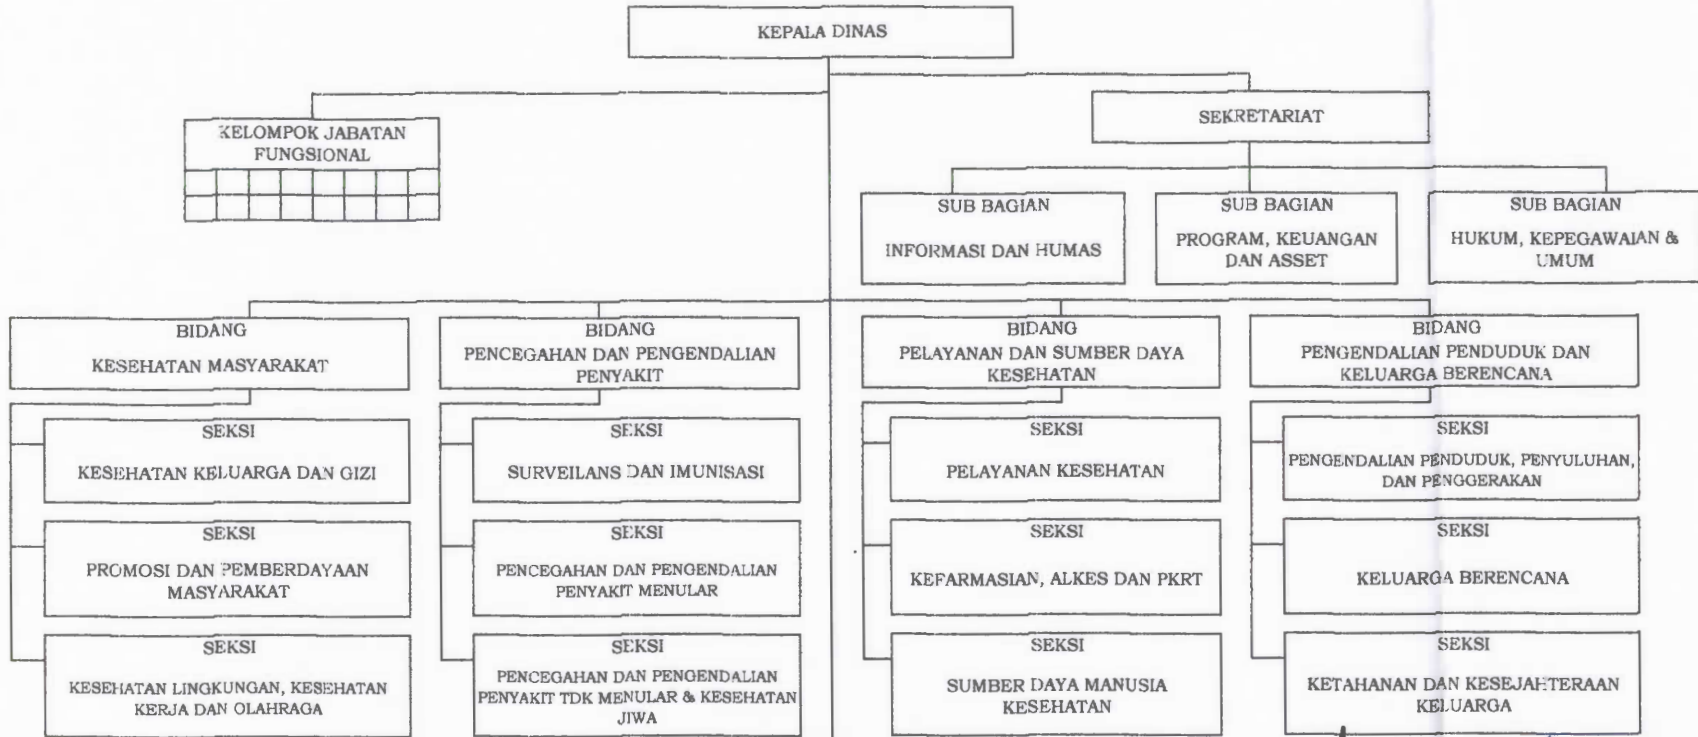 KEPALA DINAS
KELOMPOK JABATAN
FUNGSIONAL
SEKRETARIAT
SUB BAGIAN
INFORMASI DAN HUMAS
SUB BAGIAN
PROGRAM, KEUANGAN
DAN ASSET
SUB BAGIAN
HUKUM, KEPEGAWAIAN &
UMUM
BIDANG
KESEHATAN MASYARAKAT
BIDANG
PENCEGAHAN DAN PENGENDALIAN
PENYAKIT
BIDANG
PELAYANAN DAN SUMBER DAYA
KESEHATAN
BIDANG
PENGENDALIAN PENDUDUK DAN
KELUARGA BERENCANA
SEKSI
KESEHATAN KELUARGA DAN GIZI
SEKSI
SURVEILANS DAN IMUNISASI
SEKSI
PELAYANAN KESEHATAN
SEKSI
PENGENDALIAN PENDUDUK, PENYULUHAN,
DAN PENGGERAKAN
SEKSI
PROMOSI DAN PEMBERDAYAAN
MASYARAKAT
SEKSI
PENCEGAHAN DAN PENGENDALIAN
PENYAKIT MENULAR
SEKSI
KEFARMASIAN, ALKES DAN PKRT
SEKSI
KELUARGA BERENCANA
SEKSI
KESEHATAN LINGKUNGAN, KESEHATAN
KERJA DAN OLAHRAGA
SEKSI
PENCEGAHAN DAN PENGENDALIAN
PENYAKIT TDK MENULAR & KESEHATAN
JIWA
SEKSI
SUMBER DAYA MANUSIA
KESEHATAN
SEKSI
KETAHANAN DAN KESEJAHTERAAN
KELUARGA